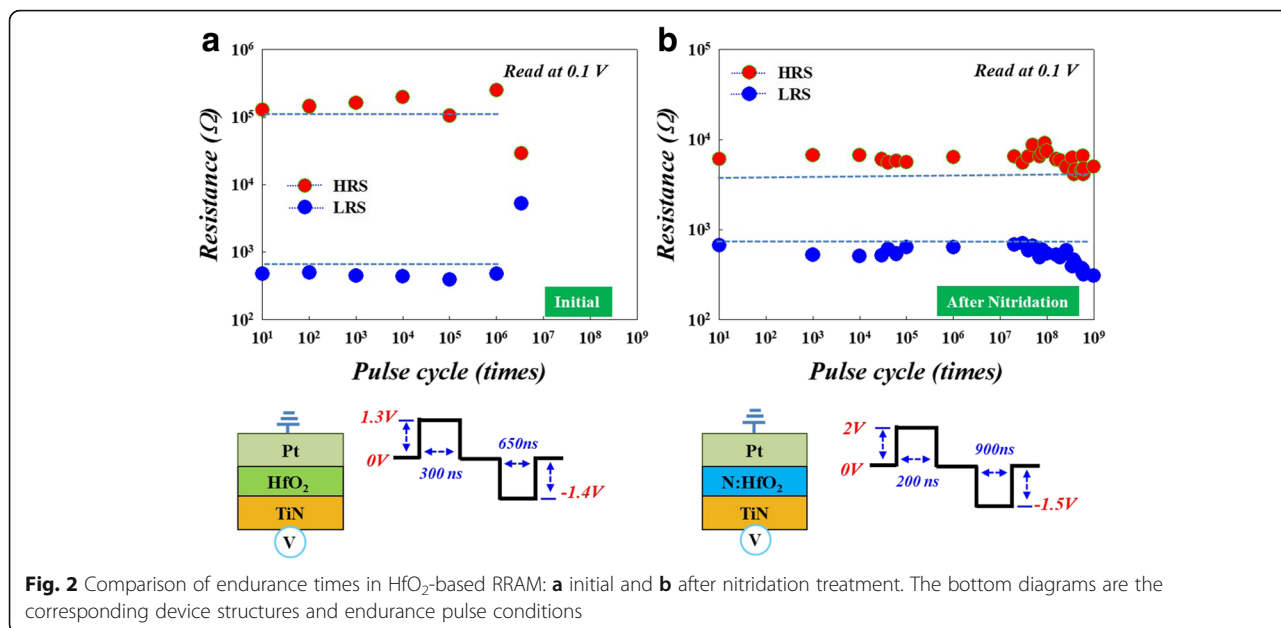 a
b
10⁶
10⁵
10⁴
10³
10²
Resistance (Ω)
Read at 0.1 V
HRS
LRS
Initial
10¹ 10² 10³ 10⁴ 10⁵ 10⁶ 10⁷ 10⁸ 10⁹
Pulse cycle (times)
10⁵
10⁴
10³
10²
Resistance (Ω)
Read at 0.1 V
HRS
LRS
After Nitridation
10¹ 10² 10³ 10⁴ 10⁵ 10⁶ 10⁷ 10⁸ 10⁹
Pulse cycle (times)
Pt
HfO₂
TiN
V
1.3V
0V
300 ns
650ns
-1.4V
Pt
N:HfO₂
TiN
V
2V
0V
200 ns
900ns
-1.5V
Fig. 2 Comparison of endurance times in HfO₂-based RRAM: a initial and b after nitridation treatment. The bottom diagrams are the
corresponding device structures and endurance pulse conditions